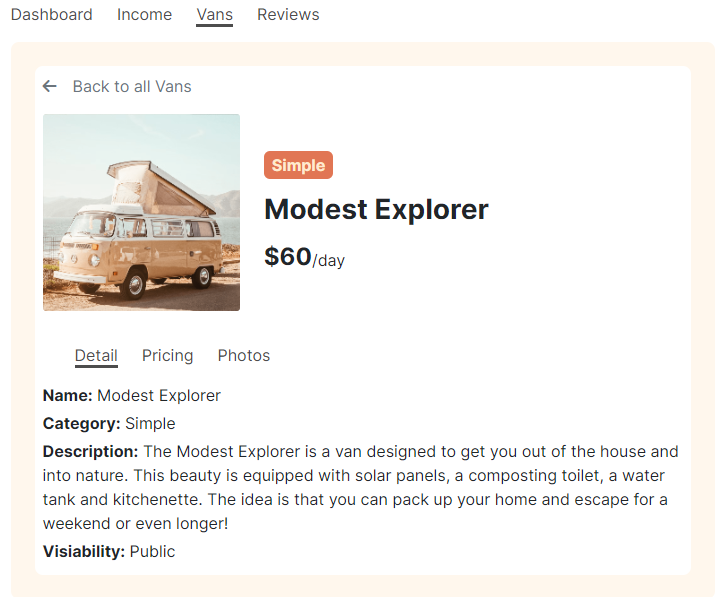 Dashboard Income Vans Reviews
Back to all Vans
Simple
Modest Explorer
$60/day
Detail Pricing Photos
Name: Modest Explorer
Category: Simple
Description: The Modest Explorer is a van designed to get you out of the house and
into nature. This beauty is equipped with solar panels, a composting toilet, a water
tank and kitchenette. The idea is that you can pack up your home and escape for a
weekend or even longer!
Visiability: Public